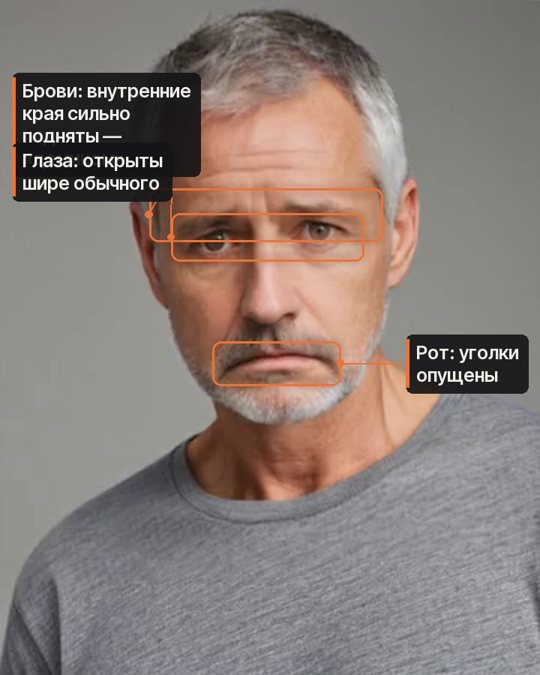 Брови: внутренние
края сильно
подняты —
Глаза: открыты
шире обычного
Рот: уголки
опущены